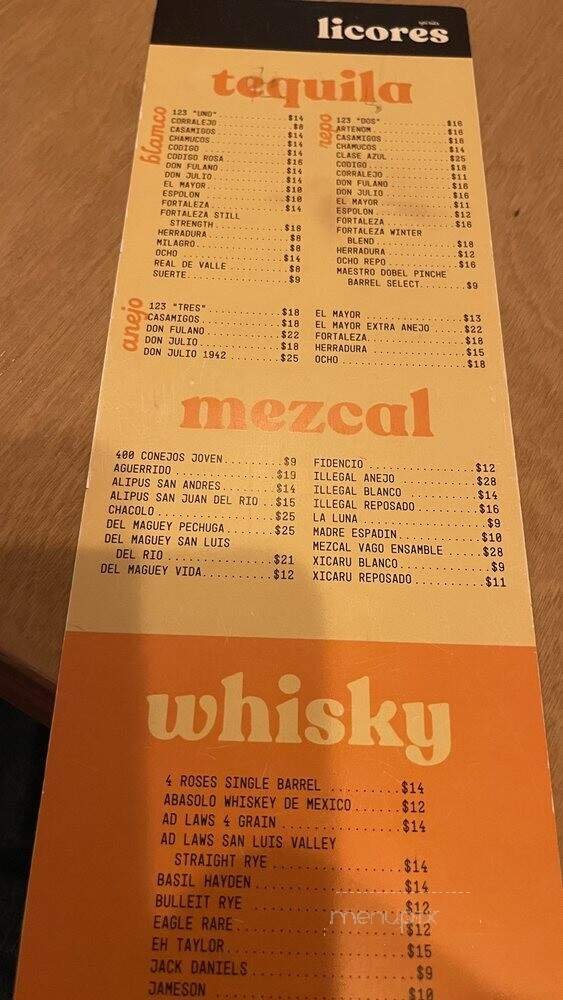 licores
tequila
blanco
123 "UNO" $14
CORRALEJO $8
CASAMIGOS $14
CHAMUCOS $14
CODIGO $14
CODIGO ROSA $16
DON FULANO $14
DON JULIO $14
EL MAYOR $10
ESPOLON $10
FORTALEZA $14
FORTALEZA STILL
STRENGTH $18
HERRADURA $8
MILAGRO $8
OCHO $14
REAL DE VALLE $8
SUERTE $9
repo
123 "DOS" $16
ARTENOM $16
CASAMIGOS $16
CHAMUCOS $14
CLASE AZUL $25
CODIGO $18
CORRALEJO $11
DON FULANO $16
DON JULIO $16
EL MAYOR $11
ESPOLON $12
FORTALEZA $16
FORTALEZA WINTER
BLEND $18
HERRADURA $12
OCHO REPO $16
MAESTRO DOBEL PINCHE
BARREL SELECT $9
anejo
123 "TRES" $18
CASAMIGOS $18
DON FULANO $22
DON JULIO $18
DON JULIO 1942 $25
EL MAYOR $13
EL MAYOR EXTRA ANEJO $22
FORTALEZA $18
HERRADURA $15
OCHO $18
mezcal
400 CONEJOS JOVEN $9
AGUERRIDO $19
ALIPUS SAN ANDRES $14
ALIPUS SAN JUAN DEL RIO $15
CHACOLO $25
DEL MAGUEY PECHUGA $25
DEL MAGUEY SAN LUIS
DEL RIO $21
DEL MAGUEY VIDA $12
FIDENCIO $12
ILLEGAL ANEJO $28
ILLEGAL BLANCO $14
ILLEGAL REPOSADO $16
LA LUNA $9
MADRE ESPADIN $10
MEZCAL VAGO ENSAMBLE $28
XICARU BLANCO $9
XICARU REPOSADO $11
whisky
4 ROSES SINGLE BARREL $14
ABASOLO WHISKEY DE MEXICO $12
AD LAWS 4 GRAIN $14
AD LAWS SAN LUIS VALLEY
STRAIGHT RYE $14
BASIL HAYDEN $14
BULLEIT RYE $12
EAGLE RARE $12
EH TAYLOR $15
JACK DANIELS $9
JAMESON $10
menupix